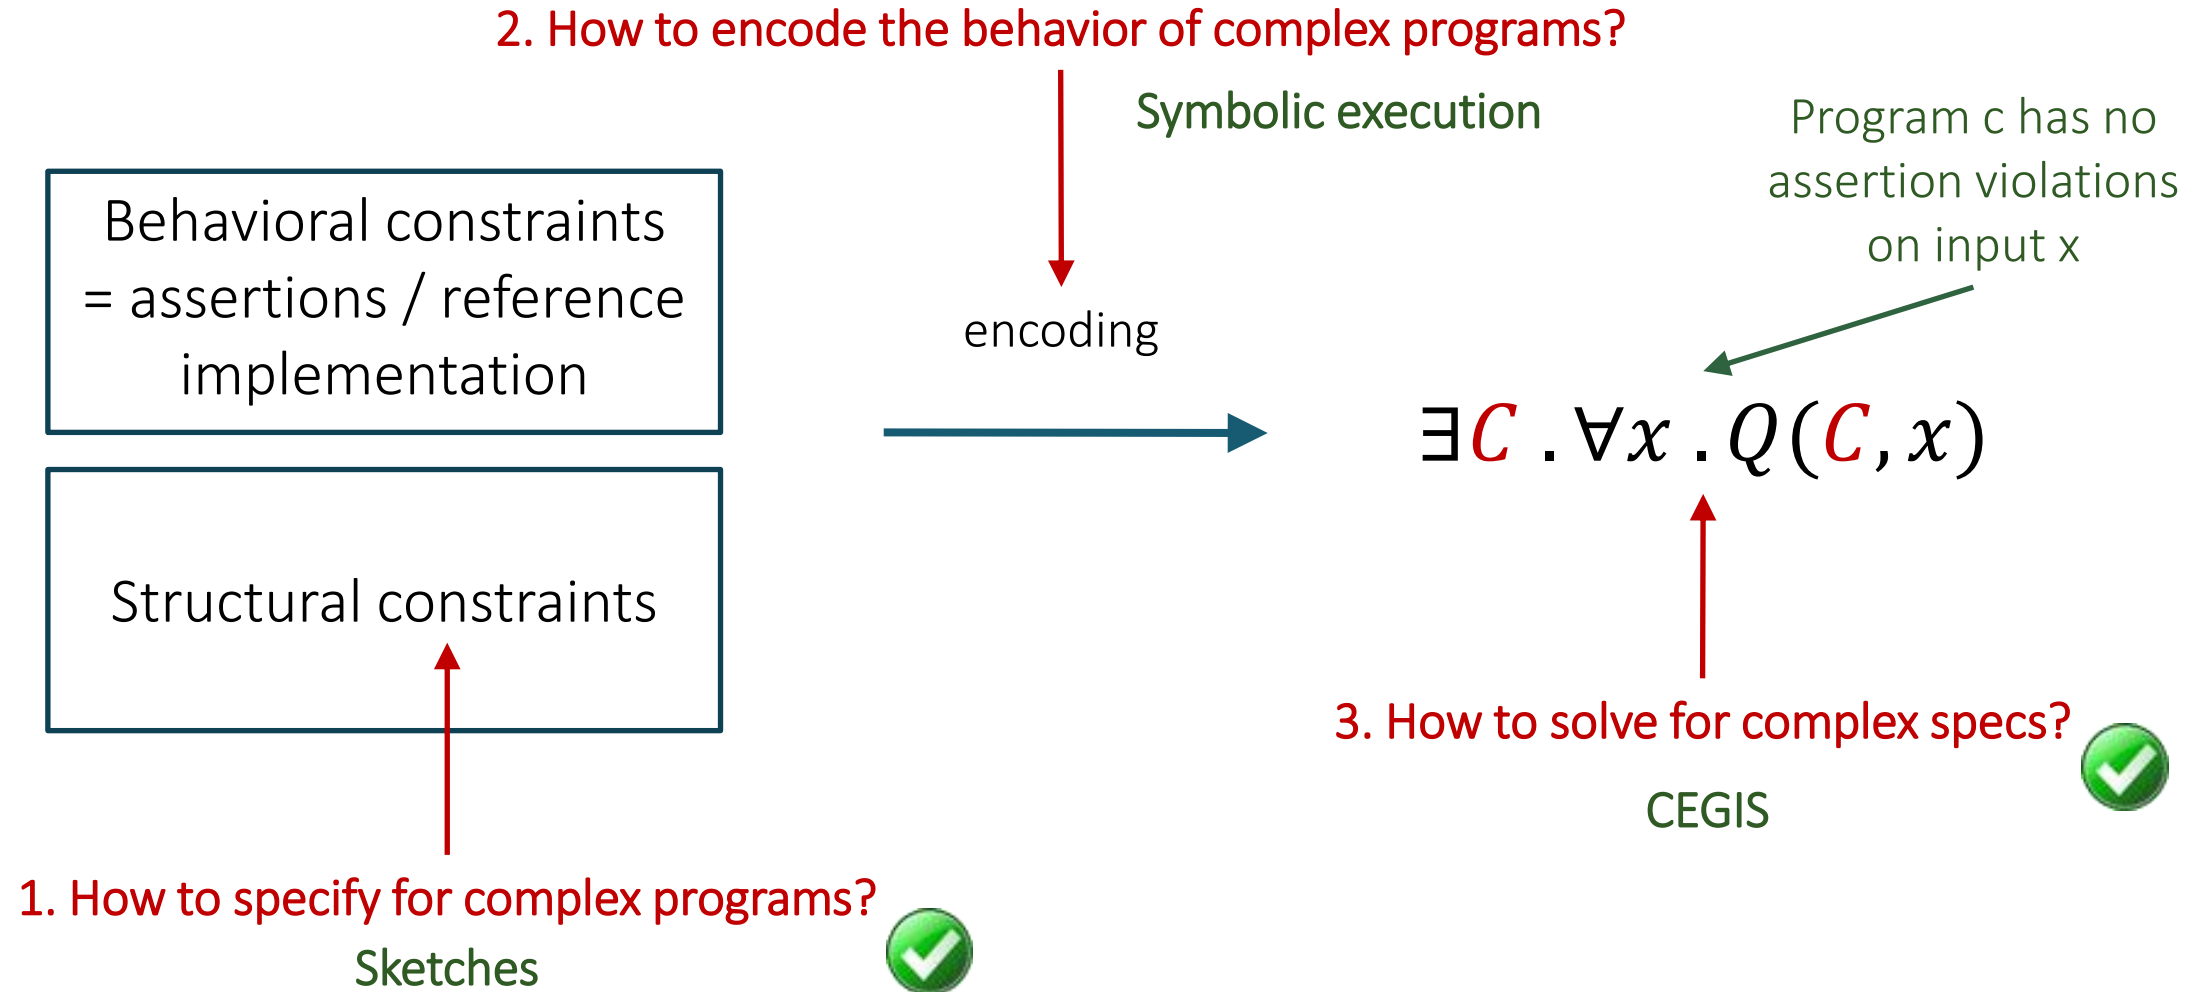 2. How to encode the behavior of complex programs?
Symbolic execution
Program c has no
assertion violations
on input x
Behavioral constraints
= assertions / reference
implementation
encoding
∃C . ∀x . Q(C, x)
Structural constraints
3. How to solve for complex specs?
CEGIS
1. How to specify for complex programs?
Sketches